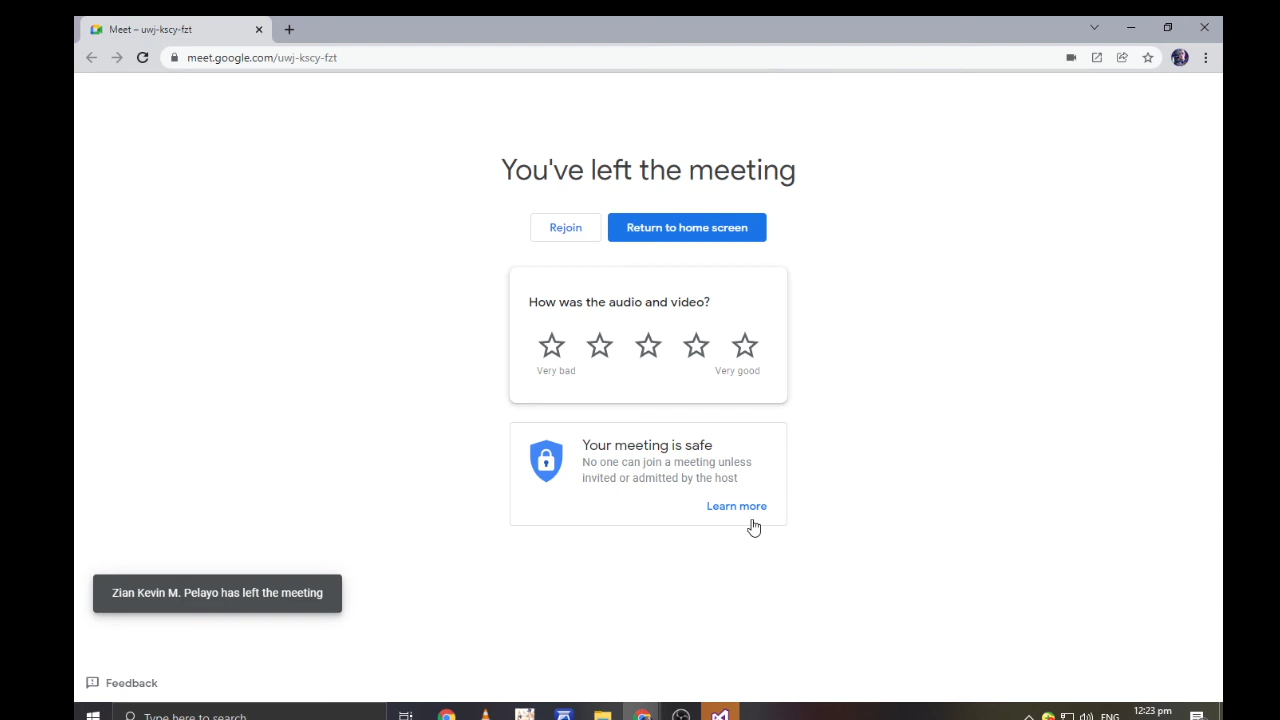 Meet – uwj-kscy-fzt
meet.google.com/uwj-kscy-fzt
You've left the meeting
Rejoin
Return to home screen
How was the audio and video?
Very bad
Very good
Your meeting is safe
No one can join a meeting unless
invited or admitted by the host
Learn more
Zian Kevin M. Pelayo has left the meeting
Feedback
Type here to search
ENG
12:23 pm